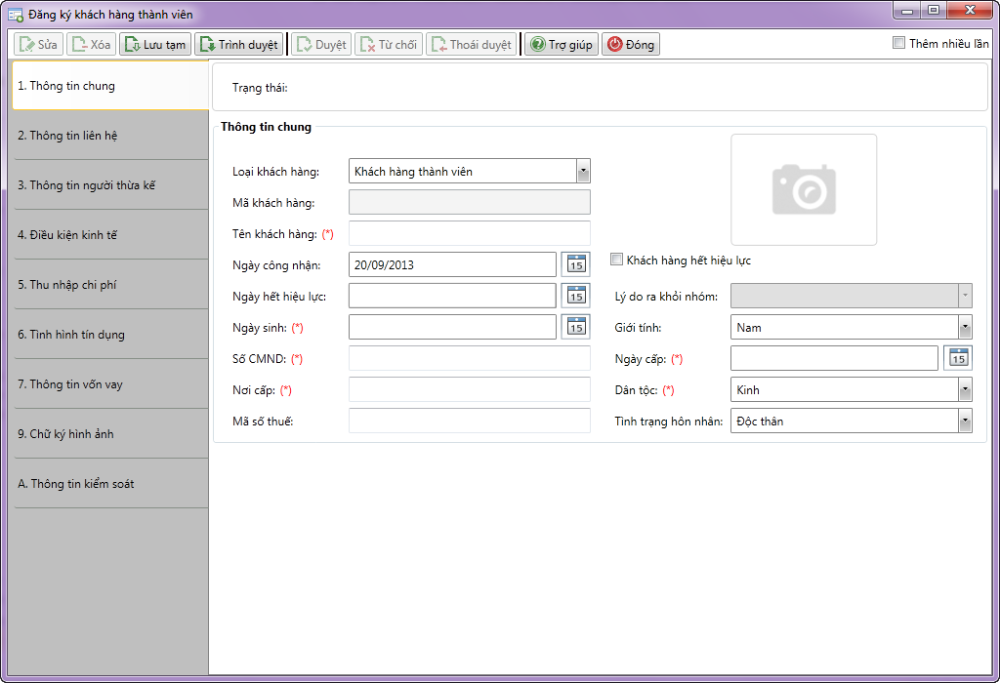 Đăng ký khách hàng thành viên
Sửa Xóa Lưu tạm Trình duyệt Duyệt Từ chối Thoái duyệt Trợ giúp Đóng Thêm nhiều lần
1. Thông tin chung
2. Thông tin liên hệ
3. Thông tin người thừa kế
4. Điều kiện kinh tế
5. Thu nhập chi phí
6. Tình hình tín dụng
7. Thông tin vốn vay
9. Chữ ký hình ảnh
A. Thông tin kiểm soát
Trạng thái:
Thông tin chung
Loại khách hàng: Khách hàng thành viên
Mã khách hàng:
Tên khách hàng: (*)
Ngày công nhận: 20/09/2013 15 Khách hàng hết hiệu lực
Ngày hết hiệu lực: 15 Lý do ra khỏi nhóm:
Ngày sinh: (*) 15 Giới tính: Nam
Số CMND: (*) Ngày cấp: (*) 15
Nơi cấp: (*) Dân tộc: (*) Kinh
Mã số thuế: Tình trạng hôn nhân: Độc thân